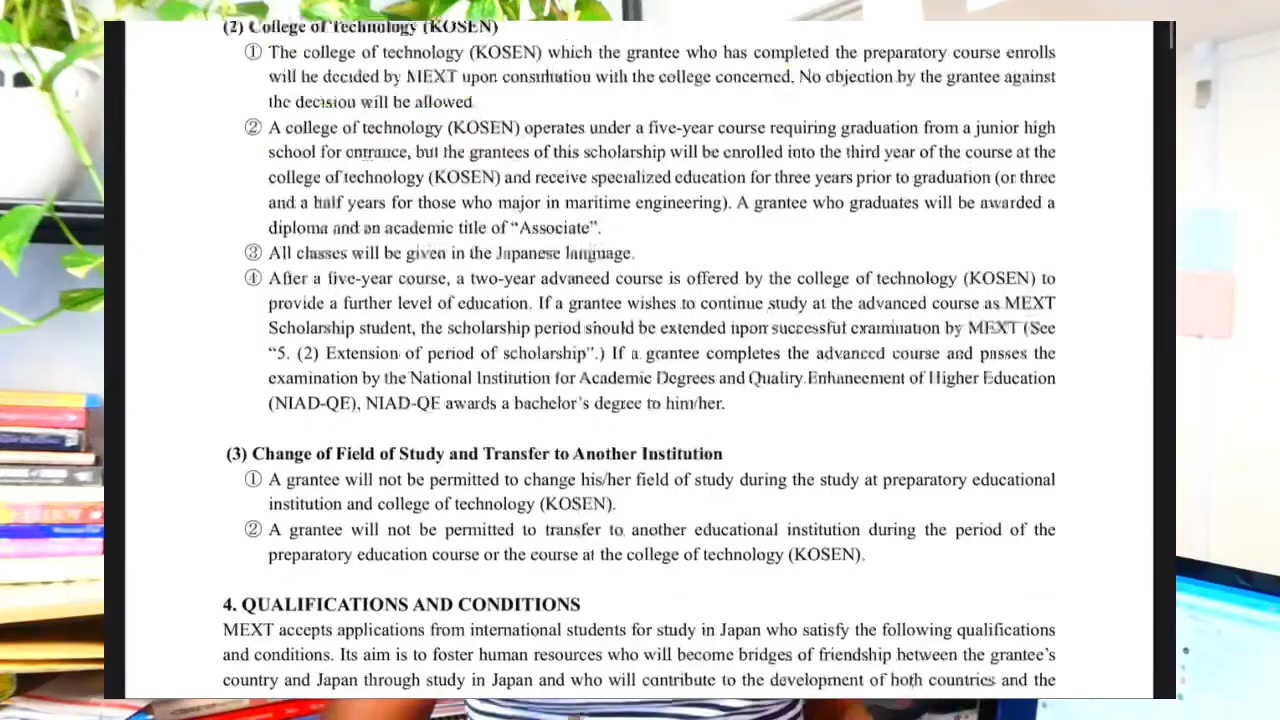 (2) College of Technology (KOSEN)
① The college of technology (KOSEN) which the grantee who has completed the preparatory course enrolls
will be decided by MEXT upon consultation with the college concerned. No objection by the grantee against
the decision will be allowed
② A college of technology (KOSEN) operates under a five-year course requiring graduation from a junior high
school for entrance, but the grantees of this scholarship will be enrolled into the third year of the course at the
college of technology (KOSEN) and receive specialized education for three years prior to graduation (or three
and a half years for those who major in maritime engineering). A grantee who graduates will be awarded a
diploma and an academic title of “Associate”.
③ All classes will be given in the Japanese language.
④ After a five-year course, a two-year advanced course is offered by the college of technology (KOSEN) to
provide a further level of education. If a grantee wishes to continue study at the advanced course as MEXT
Scholarship student, the scholarship period should be extended upon successful examination by MEXT (See
“5. (2) Extension of period of scholarship”.) If a grantee completes the advanced course and passes the
examination by the National Institution for Academic Degrees and Quality Enhancement of Higher Education
(NIAD-QE), NIAD-QE awards a bachelor’s degree to him/her.
(3) Change of Field of Study and Transfer to Another Institution
① A grantee will not be permitted to change his/her field of study during the study at preparatory educational
institution and college of technology (KOSEN).
② A grantee will not be permitted to transfer to another educational institution during the period of the
preparatory education course or the course at the college of technology (KOSEN).
4. QUALIFICATIONS AND CONDITIONS
MEXT accepts applications from international students for study in Japan who satisfy the following qualifications
and conditions. Its aim is to foster human resources who will become bridges of friendship between the grantee’s
country and Japan through study in Japan and who will contribute to the development of both countries and the